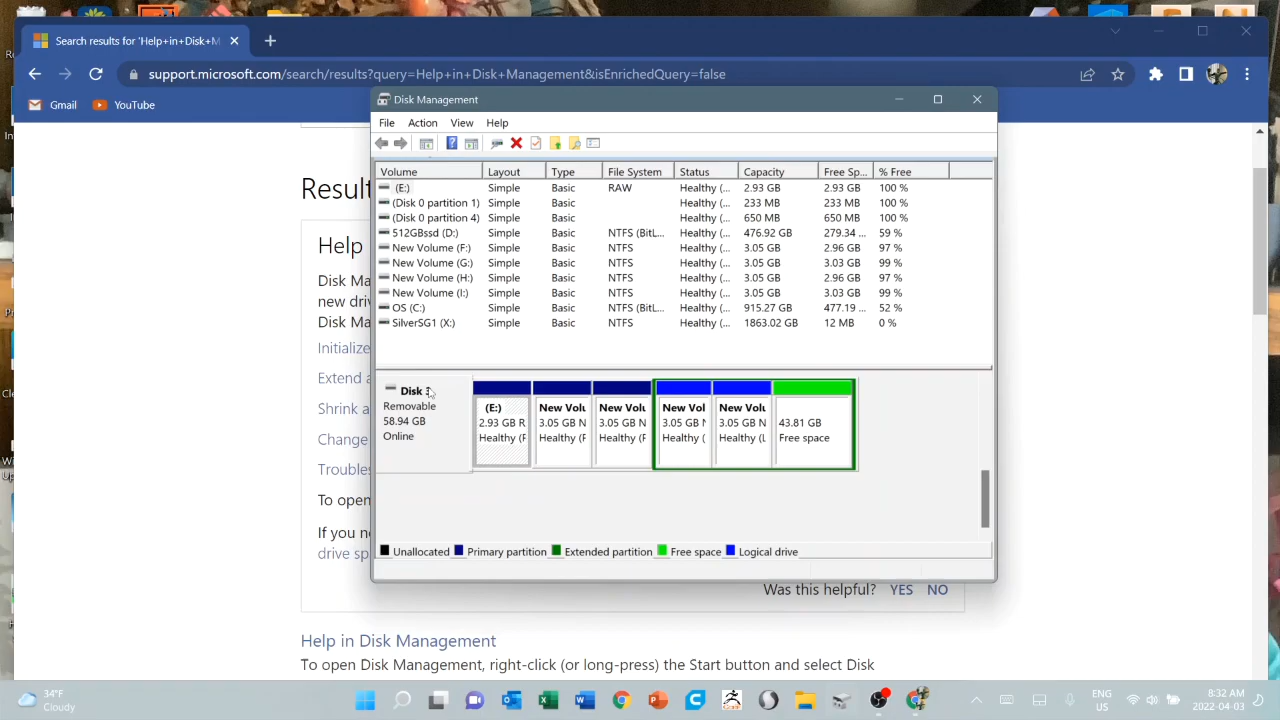 Search results for 'Help+in+Disk+M
support.microsoft.com/search/results?query=Help+in+Disk+Management&isEnrichedQuery=false
Gmail YouTube
Disk Management
File Action View Help
Volume Layout Type File System Status Capacity Free Sp... % Free
(E:) Simple Basic RAW Healthy (... 2.93 GB 2.93 GB 100 %
(Disk 0 partition 1) Simple Basic Healthy (... 233 MB 233 MB 100 %
(Disk 0 partition 4) Simple Basic Healthy (... 650 MB 650 MB 100 %
512GBssd (D:) Simple Basic NTFS (BitL... Healthy (... 476.92 GB 279.34 ... 59 %
New Volume (F:) Simple Basic NTFS Healthy (... 3.05 GB 2.96 GB 97 %
New Volume (G:) Simple Basic NTFS Healthy (... 3.05 GB 3.03 GB 99 %
New Volume (H:) Simple Basic NTFS Healthy (... 3.05 GB 2.96 GB 97 %
New Volume (I:) Simple Basic NTFS Healthy (... 3.05 GB 3.03 GB 99 %
OS (C:) Simple Basic NTFS (BitL... Healthy (... 915.27 GB 477.19 ... 52 %
SilverSG1 (X:) Simple Basic NTFS Healthy (... 1863.02 GB 12 MB 0 %
Disk
Removable
58.94 GB
Online
(E:) New Volu New Volu New Vol New Volu
2.93 GB R 3.05 GB N 3.05 GB N 3.05 GB N 3.05 GB N 43.81 GB
Healthy (F Healthy (F Healthy (F Healthy ( Healthy (L Free space
Unallocated Primary partition Extended partition Free space Logical drive
Result
Help
Disk Ma
new driv
Disk Ma
Initialize
Extend a
Shrink a
Change
Troubles
To open
If you ne
drive sp
Was this helpful? YES NO
Help in Disk Management
To open Disk Management, right-click (or long-press) the Start button and select Disk
34°F
Cloudy
ENG
US
8:32 AM
2022-04-03